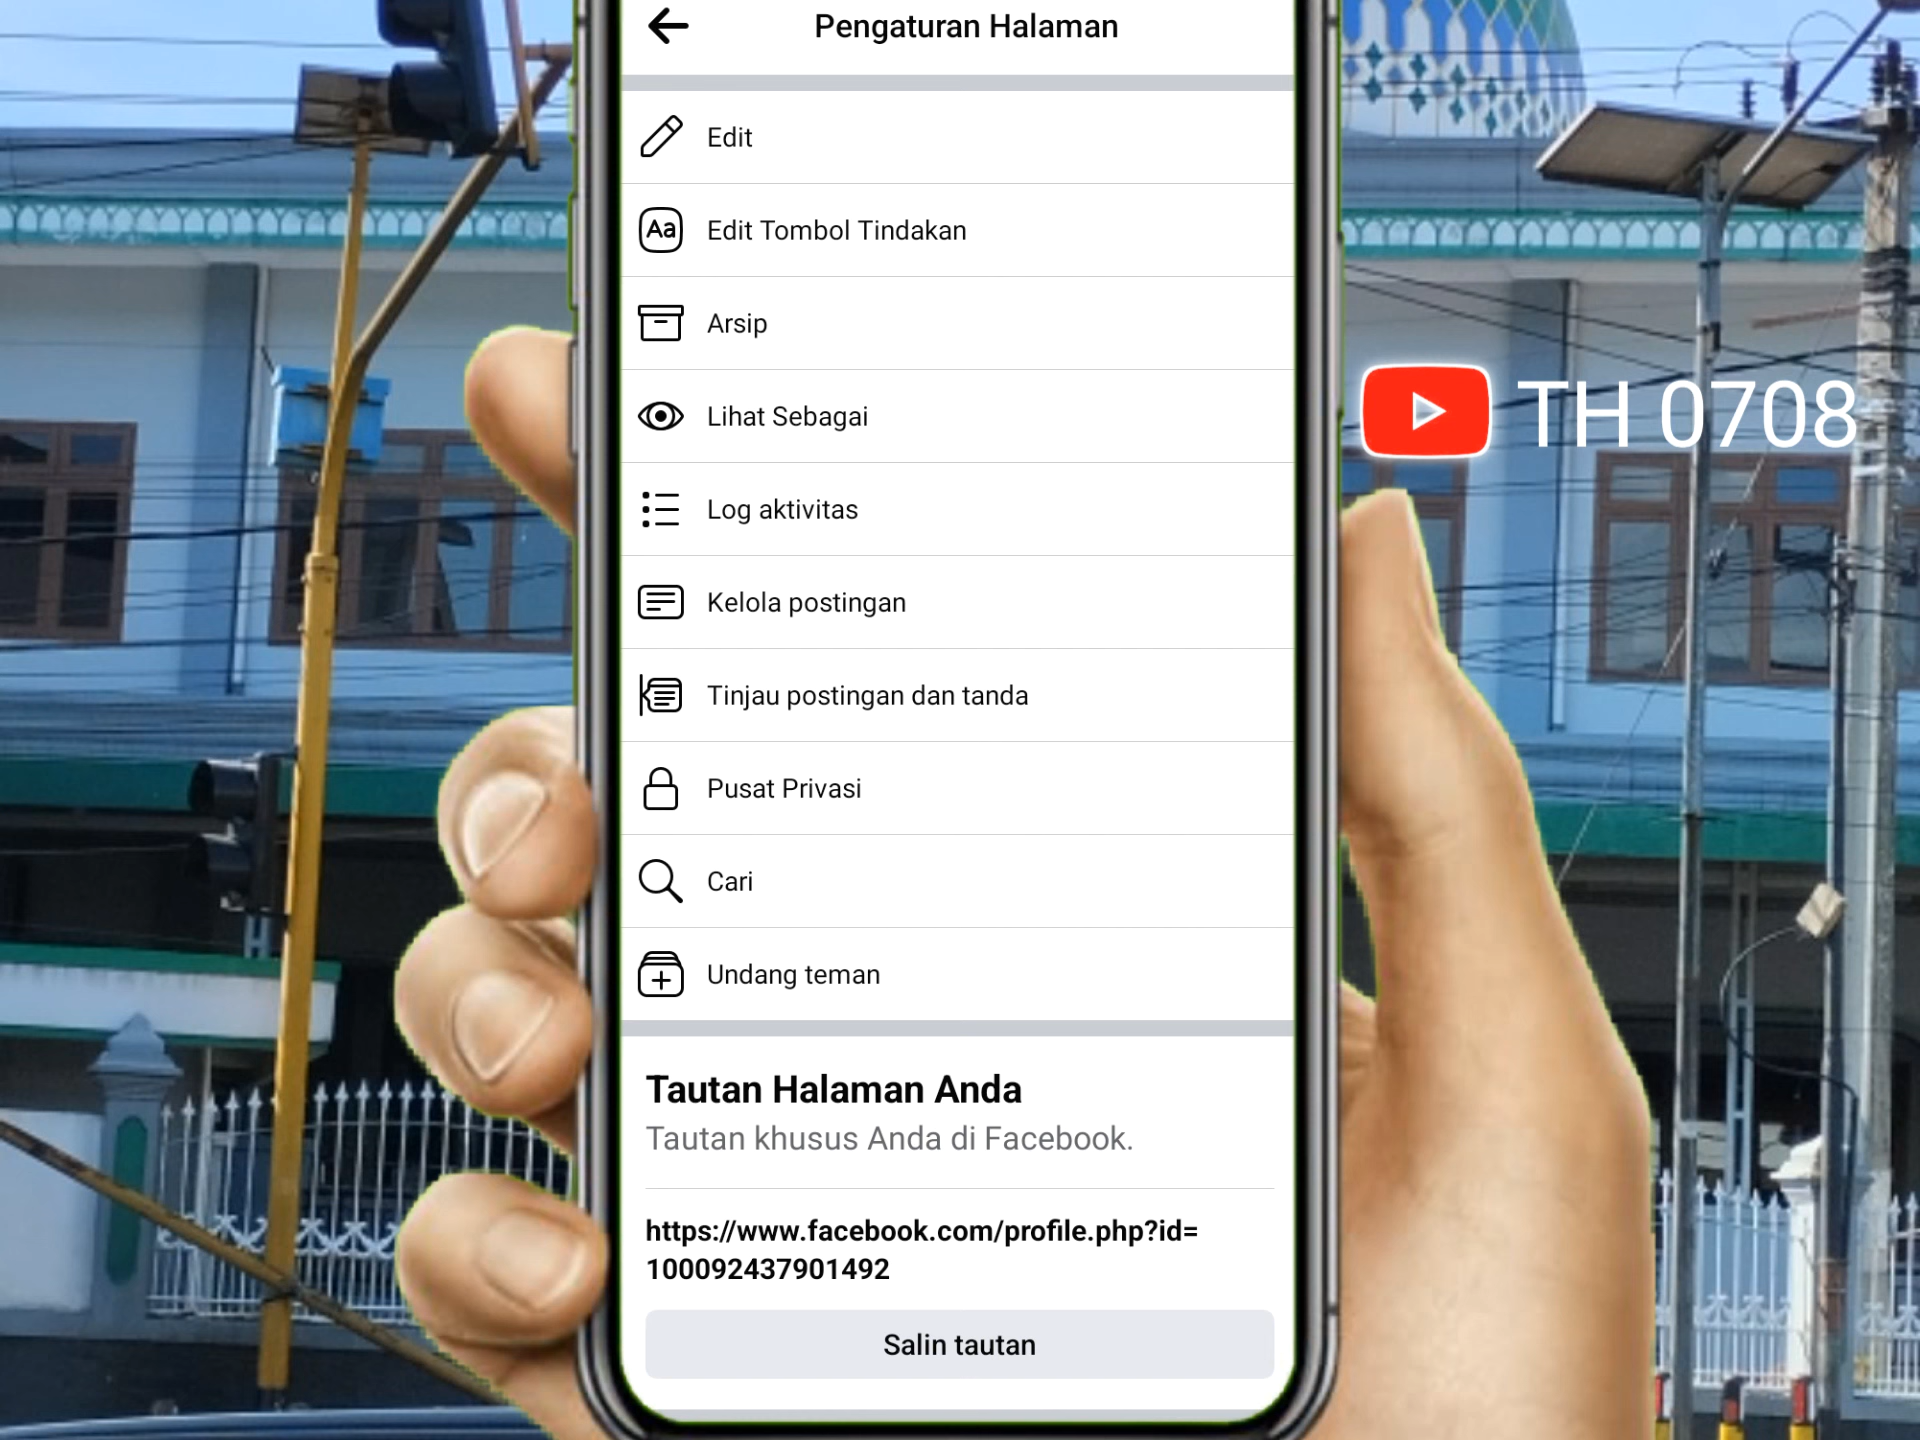 Pengaturan Halaman
Edit
Aa
Edit Tombol Tindakan
Arsip
Lihat Sebagai
TH 0708
Log aktivitas
Kelola postingan
Tinjau postingan dan tanda
Pusat Privasi
Cari
Undang teman
Tautan Halaman Anda
Tautan khusus Anda di Facebook.
https://www.facebook.com/profile.php?id=
100092437901492
Salin tautan